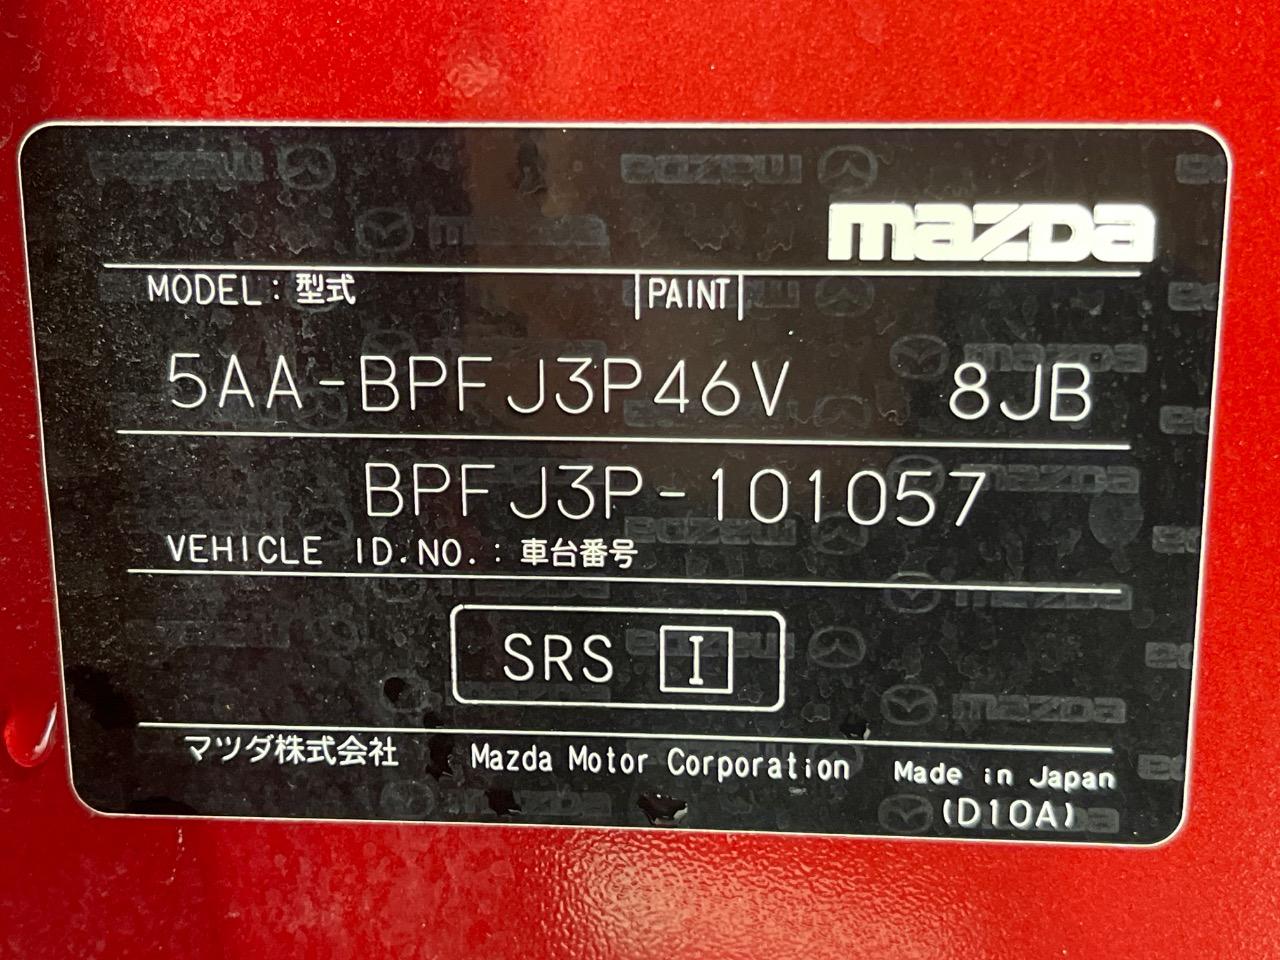 mazda
MODEL : 型式 PAINT
5AA-BPFJ3P46V 8JB
BPFJ3P-101057
VEHICLE ID.NO. : 車台番号
SRS I
マツダ株式会社 Mazda Motor Corporation Made in Japan
(D10A)